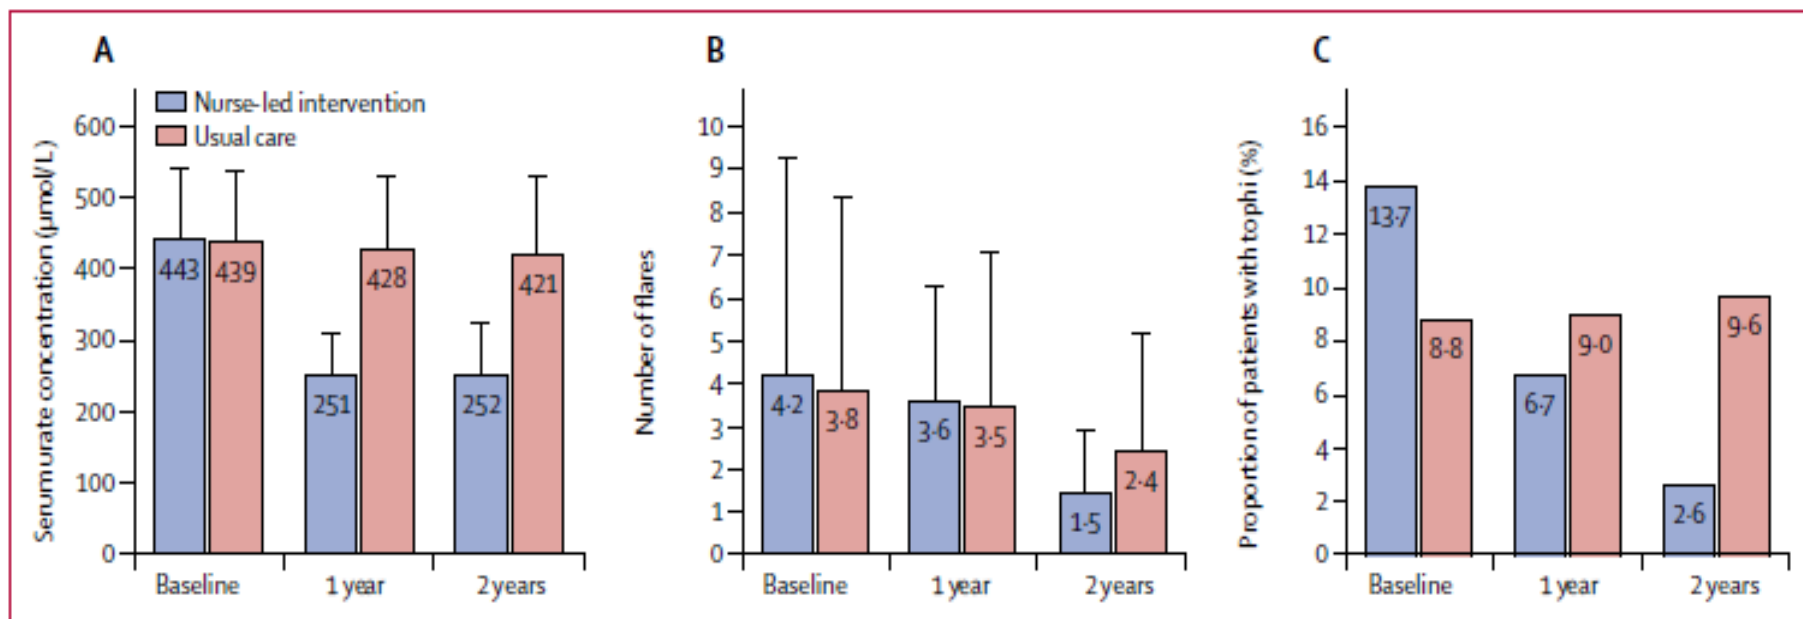 A
Nurse-led intervention
Usual care
Serum urate concentration (µmol/L)
600
500
400
300
200
100
0
443
439
251
428
252
421
Baseline
1 year
2 years
B
Number of flares
10
9
8
7
6
5
4
3
2
1
0
4·2
3·8
3·6
3·5
1·5
2·4
Baseline
1 year
2 years
C
Proportion of patients with tophi (%)
16
14
12
10
8
6
4
2
0
13·7
8·8
6·7
9·0
2·6
9·6
Baseline
1 year
2 years